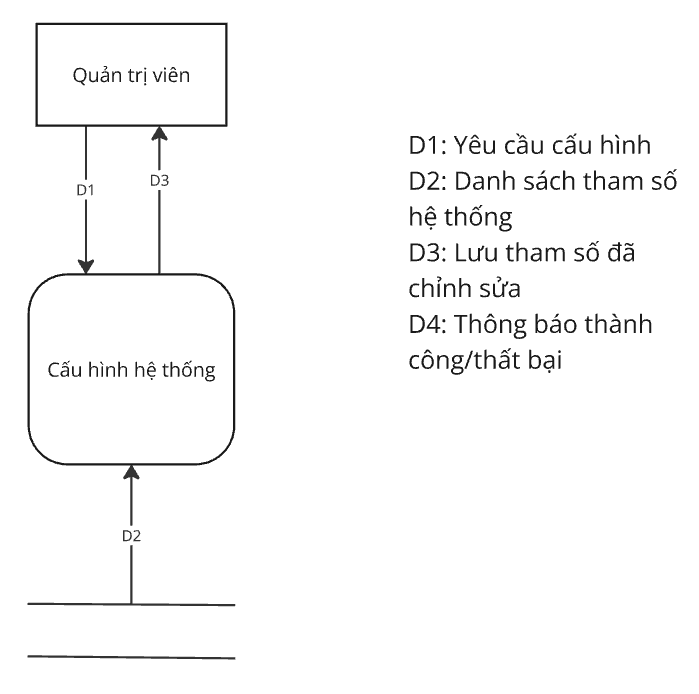 Quản trị viên
D1
D3
Cấu hình hệ thống
D2
D1: Yêu cầu cấu hình
D2: Danh sách tham số
hệ thống
D3: Lưu tham số đã
chỉnh sửa
D4: Thông báo thành
công/thất bại